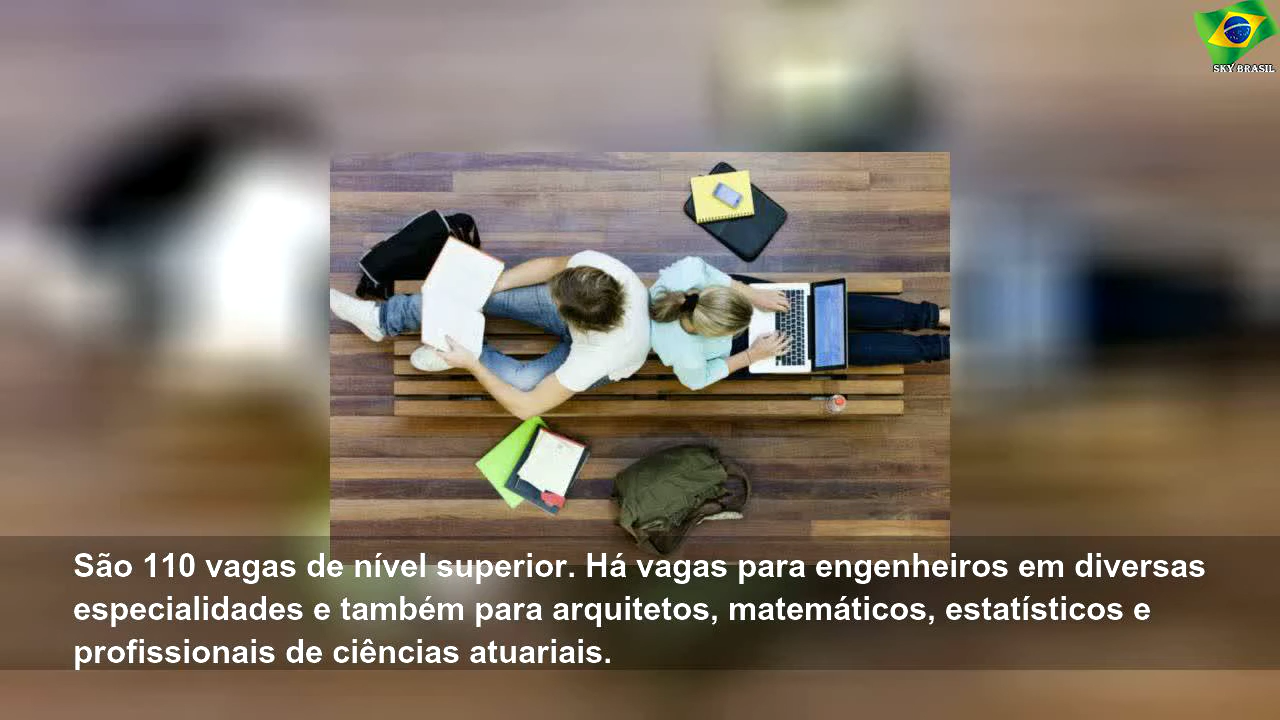 SKY BRASIL
São 110 vagas de nível superior. Há vagas para engenheiros em diversas
especialidades e também para arquitetos, matemáticos, estatísticos e
profissionais de ciências atuariais.